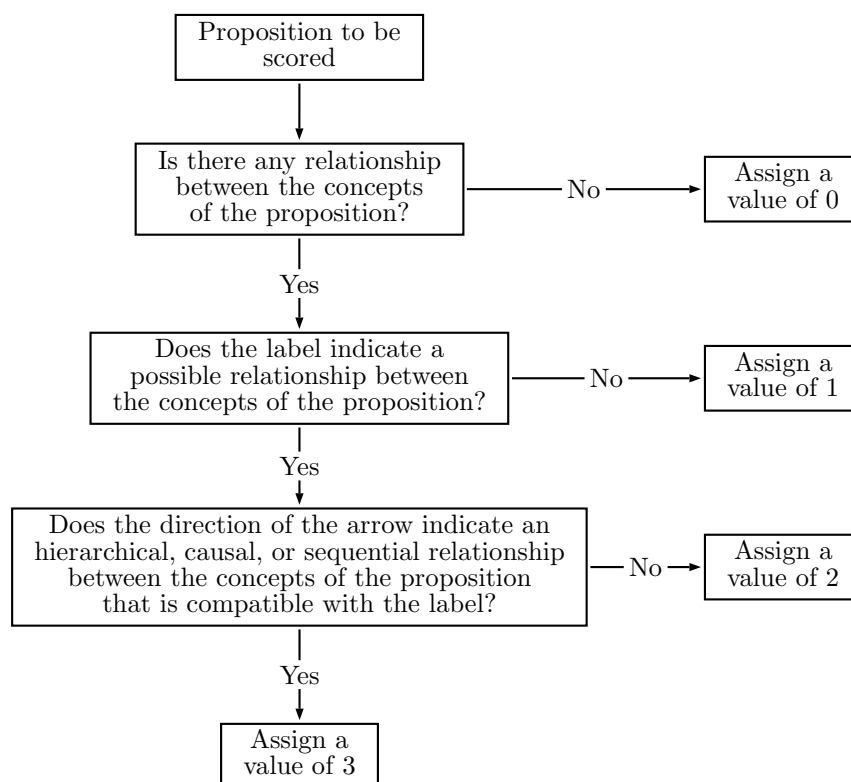 Proposition to be
scored
Is there any relationship
between the concepts
of the proposition?
No
Assign a
value of 0
Yes
Does the label indicate a
possible relationship between
the concepts of the proposition?
No
Assign a
value of 1
Yes
Does the direction of the arrow indicate an
hierarchical, causal, or sequential relationship
between the concepts of the proposition
that is compatible with the label?
No
Assign a
value of 2
Yes
Assign a
value of 3